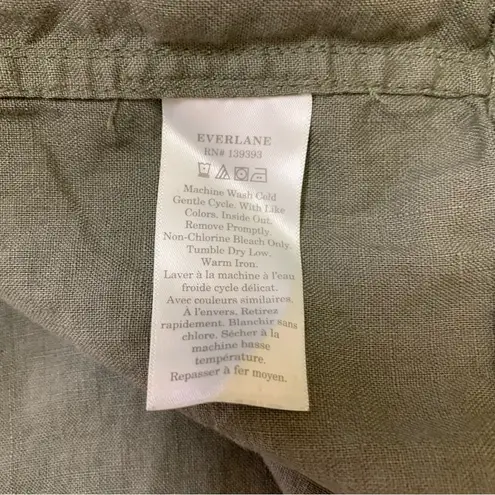 EVERLANE
RN# 139393
Machine Wash Cold
Gentle Cycle. With Like
Colors. Inside Out.
Remove Promptly.
Non-Chlorine Bleach Only.
Tumble Dry Low.
Warm Iron.
Laver à la machine à l'eau
froide cycle délicat.
Avec couleurs similaires.
A l'envers. Retirez
rapidement. Blanchir sans
chlore. Sécher à la
machine basse
température.
Repasser à fer moyen.